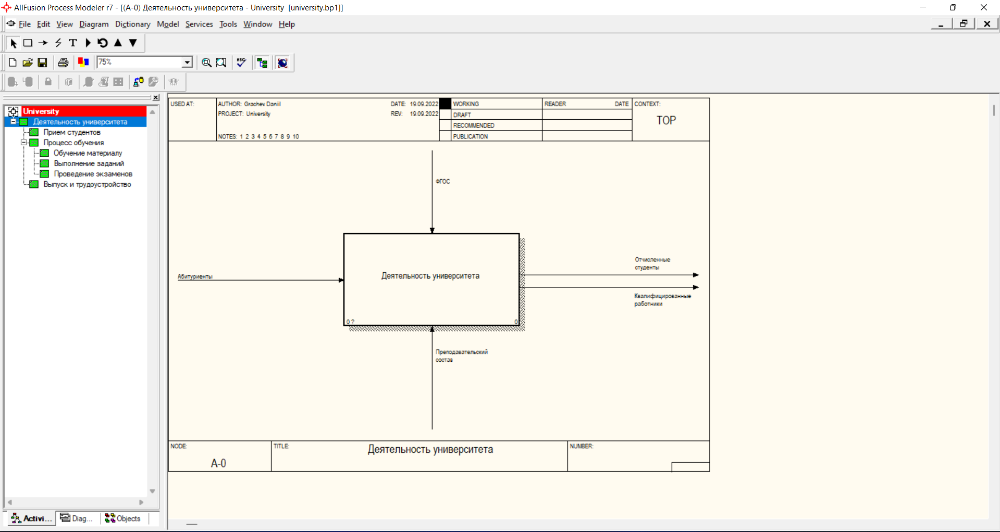 AllFusion Process Modeler r7 - [(A-0) Деятельность университета - University  [university.bp1]]
File Edit View Diagram Dictionary Model Services Tools Window Help
T
75%
ABC
University
Деятельность университета
Прием студентов
Процесс обучения
Обучение материалу
Выполнение заданий
Проведение экзаменов
Выпуск и трудоустройство
Activi...
Diag...
Objects
USED AT:
AUTHOR: Grachev Daniil
DATE: 19.09.2022
PROJECT: University
REV: 19.09.2022
NOTES: 1 2 3 4 5 6 7 8 9 10
WORKING
DRAFT
RECOMMENDED
PUBLICATION
READER
DATE
CONTEXT:
TOP
ФГОС
Абитуриенты
Деятельность университета
0 ?
0
Отчисленные
студенты
Квалифицированные
работники
Преподавательский
состав
NODE:
A-0
TITLE:
Деятельность университета
NUMBER: